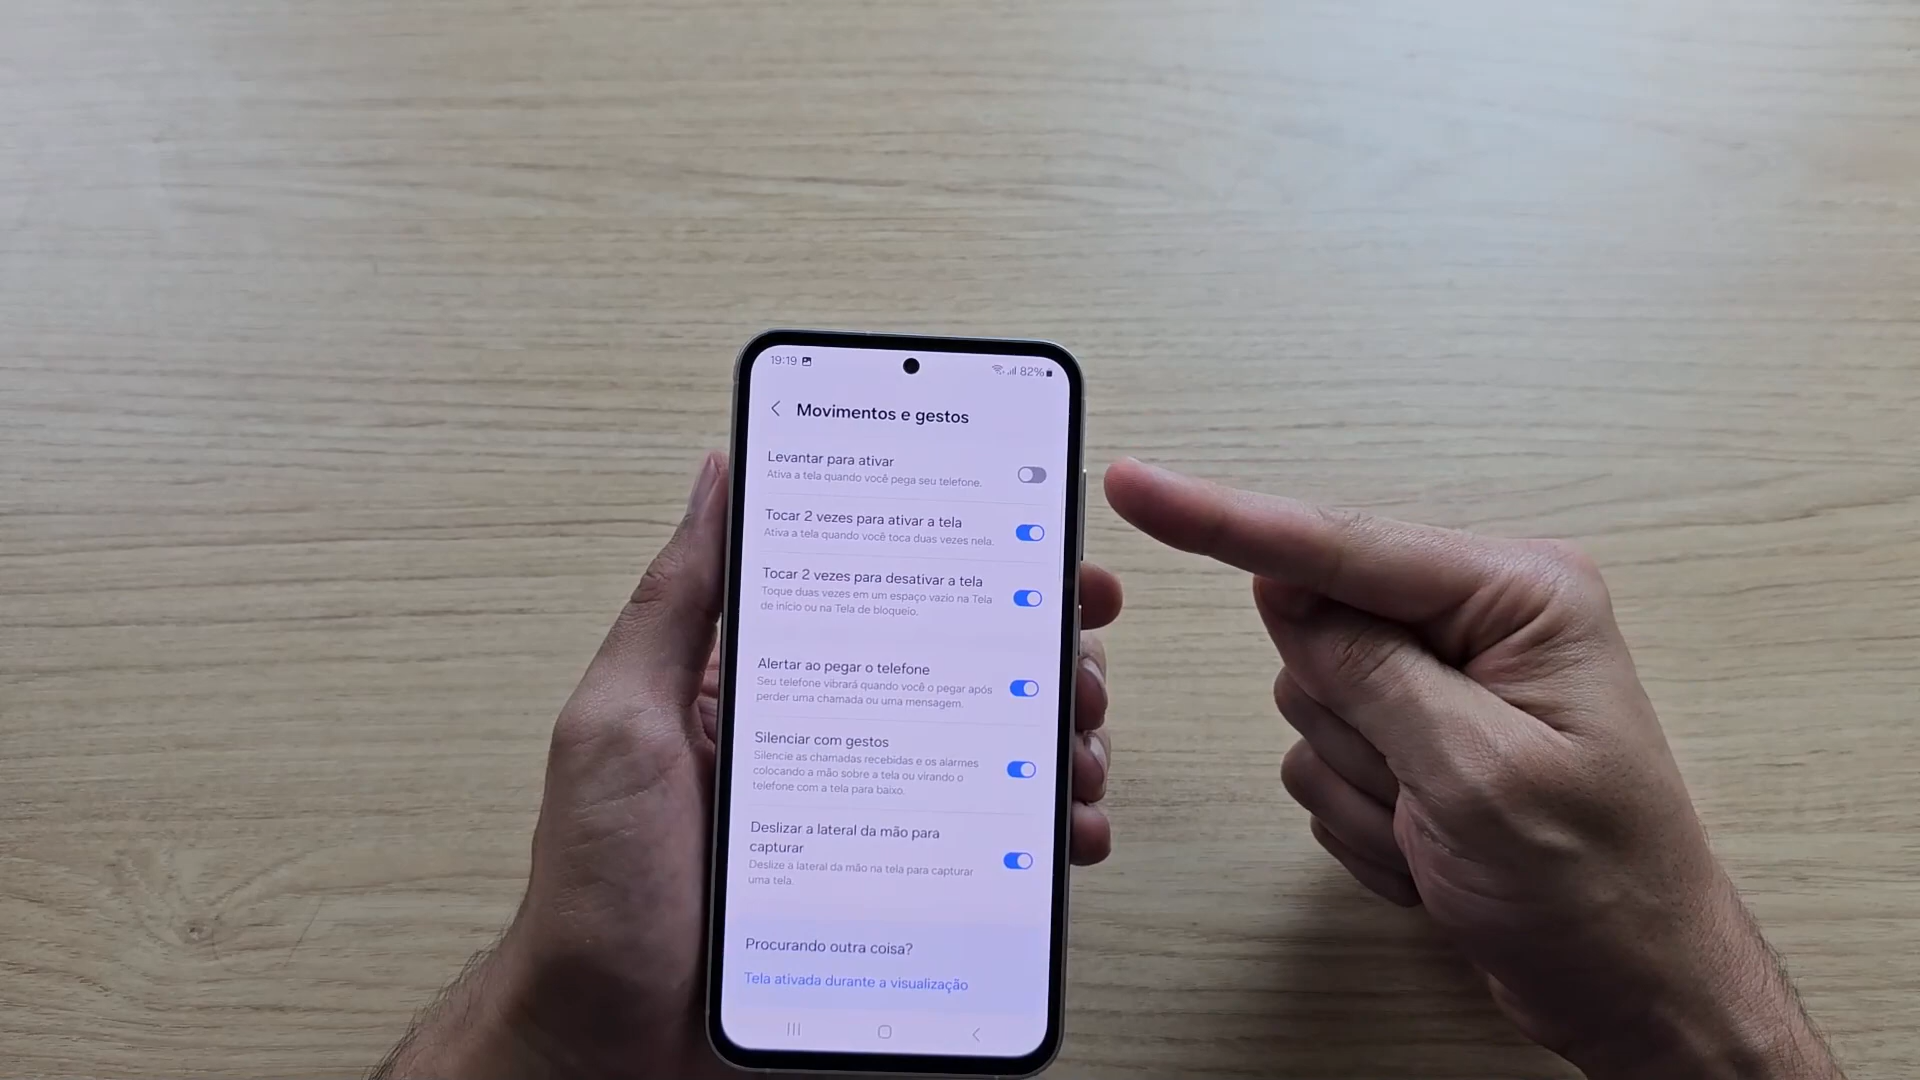 19:19
82%
Movimentos e gestos
Levantar para ativar
Ativa a tela quando você pega seu telefone.
Tocar 2 vezes para ativar a tela
Ativa a tela quando você toca duas vezes nela.
Tocar 2 vezes para desativar a tela
Toque duas vezes em um espaço vazio na Tela
de início ou na Tela de bloqueio.
Alertar ao pegar o telefone
Seu telefone vibrará quando você o pegar após
perder uma chamada ou uma mensagem.
Silenciar com gestos
Silencie as chamadas recebidas e os alarmes
colocando a mão sobre a tela ou virando o
telefone com a tela para baixo.
Deslizar a lateral da mão para
capturar
Deslize a lateral da mão na tela para capturar
uma tela.
Procurando outra coisa?
Tela ativada durante a visualização